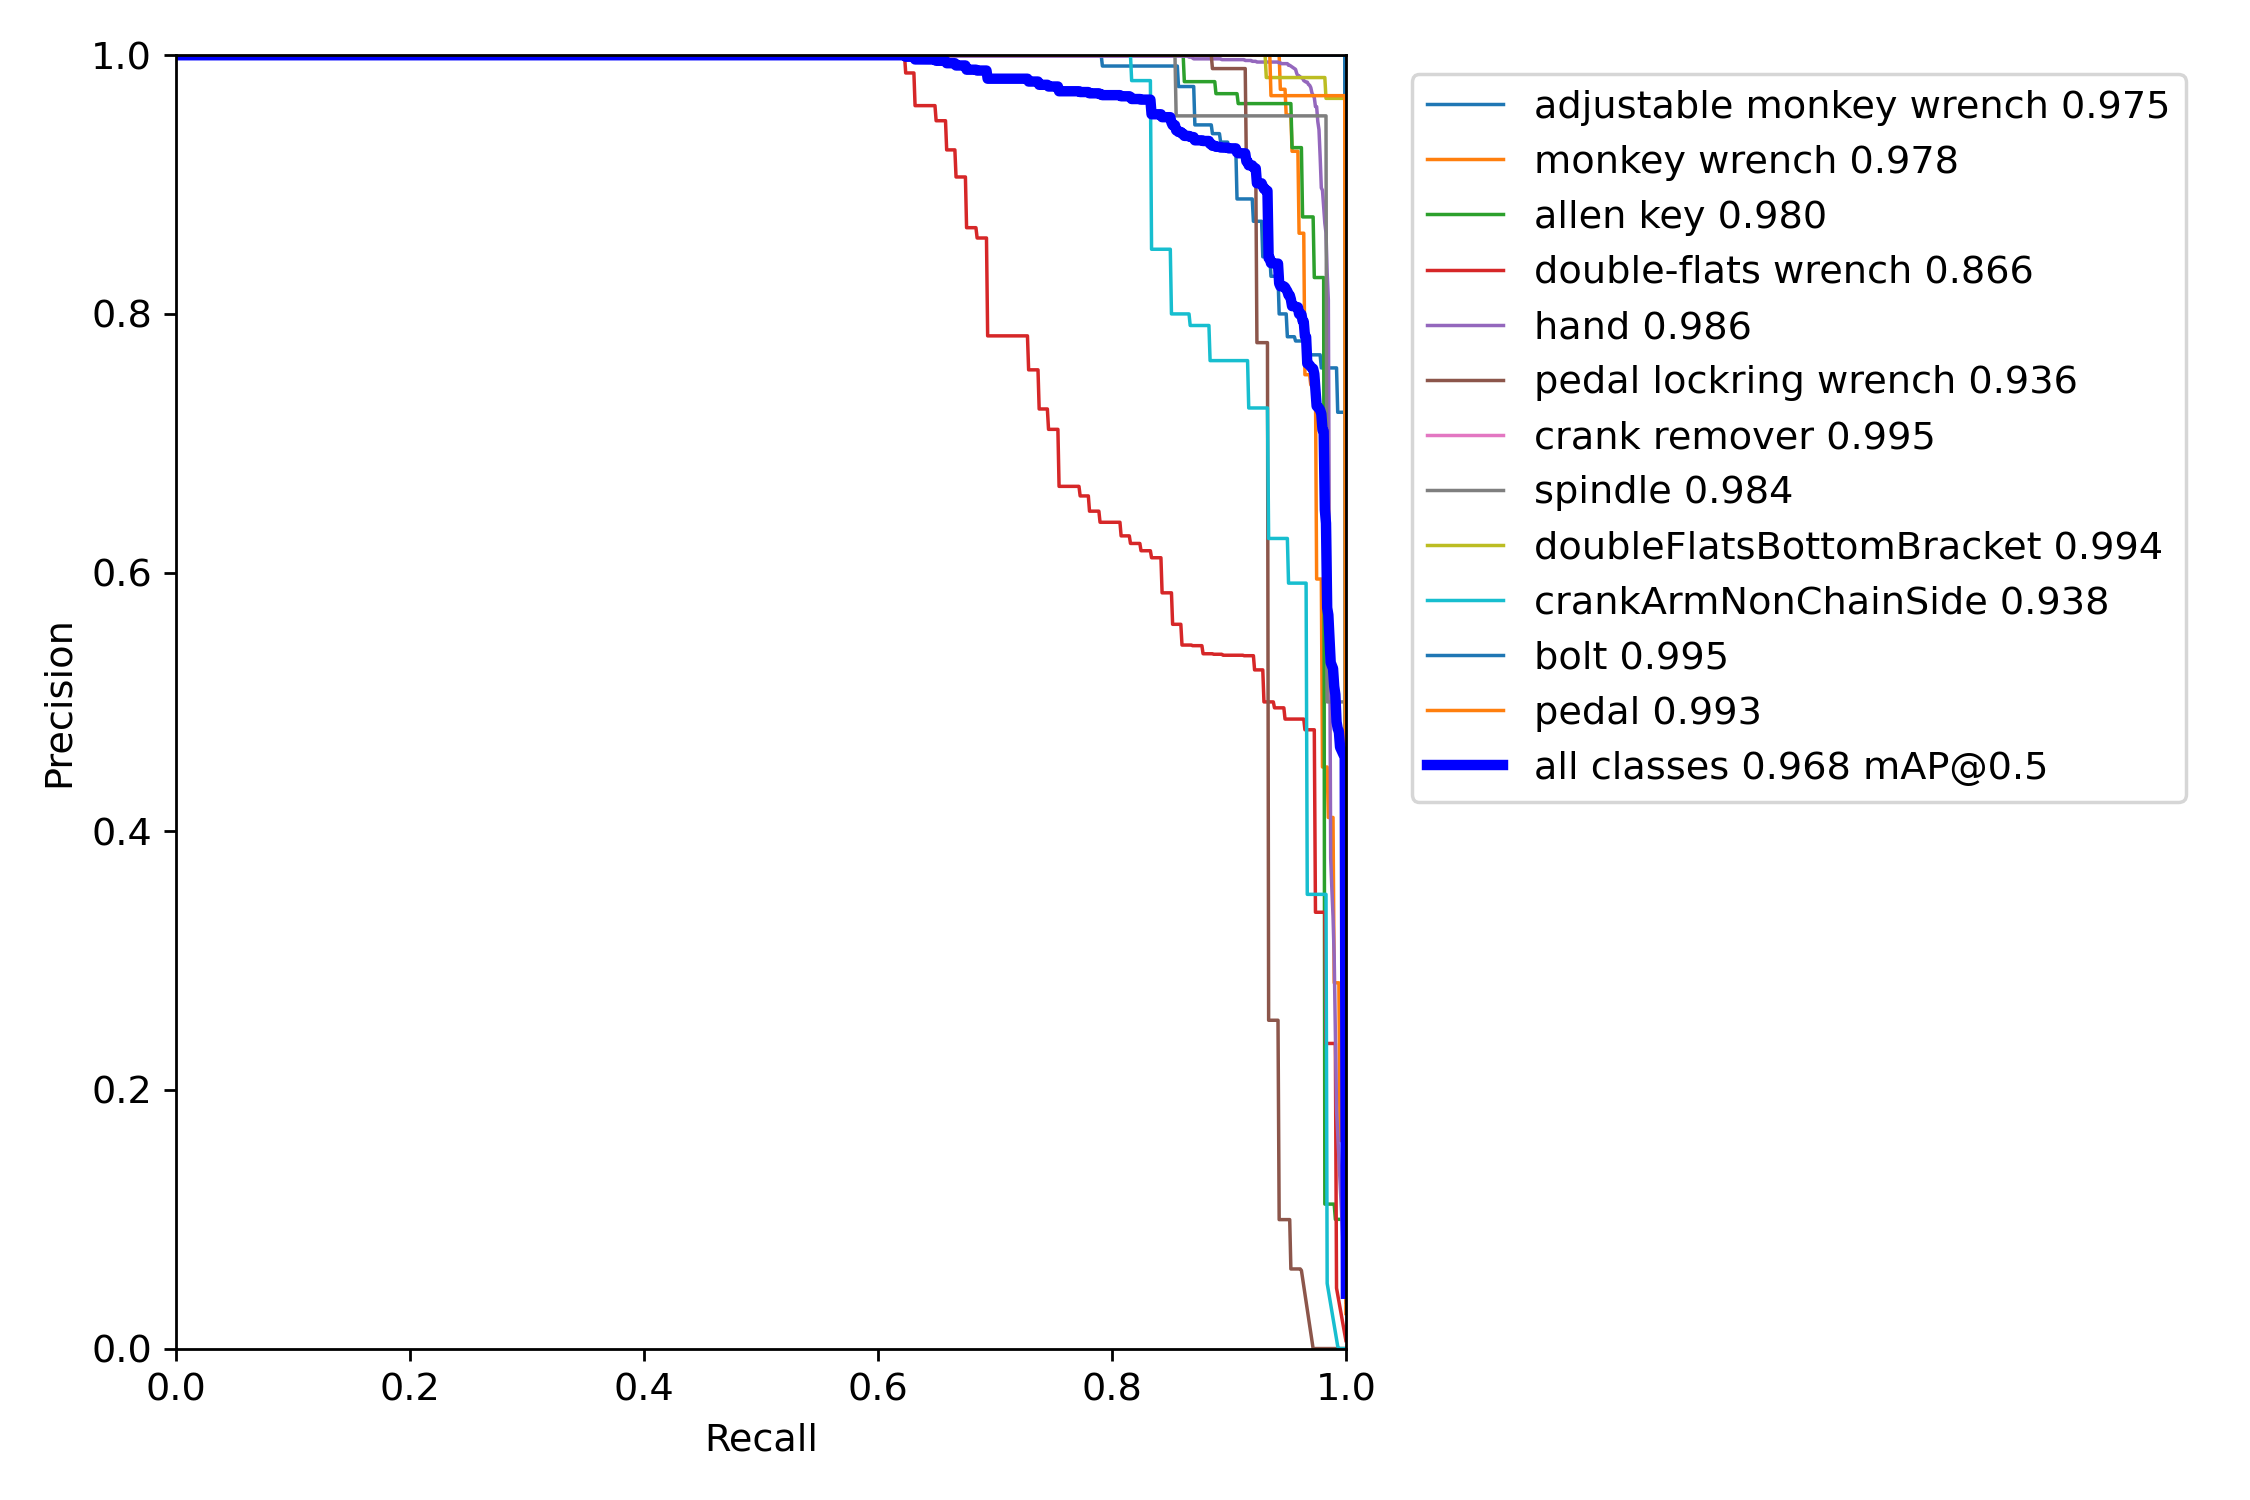 1.0
0.8
0.6
0.4
0.2
0.0
Precision
0.0 0.2 0.4 0.6 0.8 1.0
Recall
adjustable monkey wrench 0.975
monkey wrench 0.978
allen key 0.980
double-flats wrench 0.866
hand 0.986
pedal lockring wrench 0.936
crank remover 0.995
spindle 0.984
doubleFlatsBottomBracket 0.994
crankArmNonChainSide 0.938
bolt 0.995
pedal 0.993
all classes 0.968 mAP@0.5